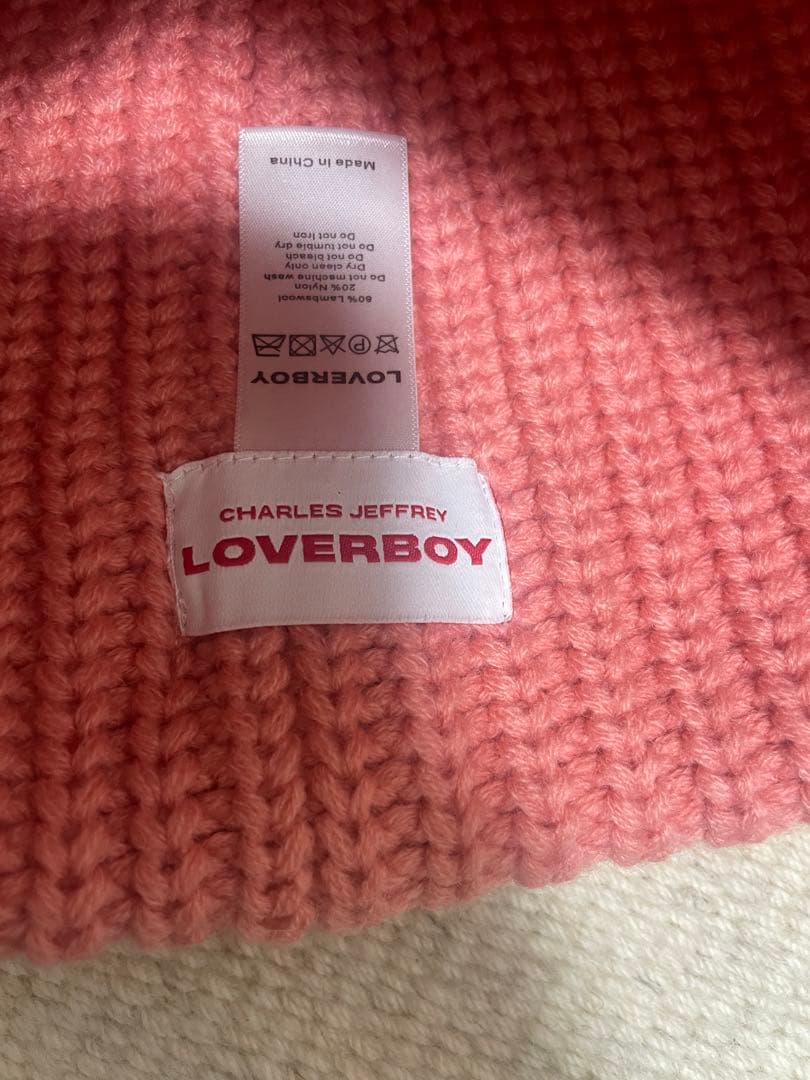 LOVERBOY
80% Lambswool
20% Nylon
Do not machine wash
Dry clean only
Do not bleach
Do not tumble dry
Do not Iron
Made in China
CHARLES JEFFREY
LOVERBOY